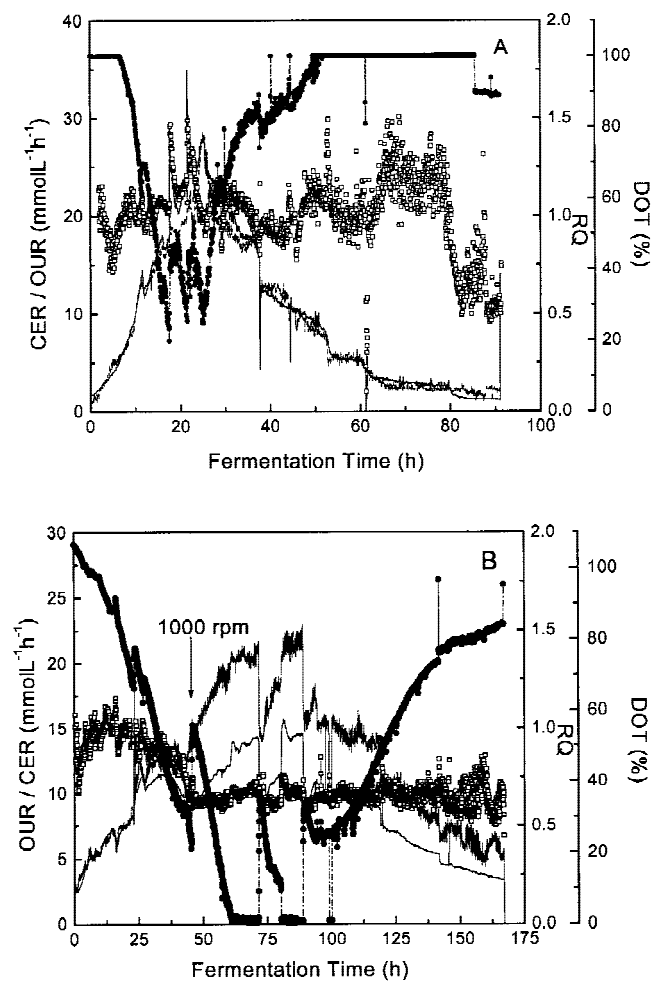 A
CER / OUR (mmolL⁻¹h⁻¹)
40
30
20
10
0
2.0
1.5
1.0
0.5
0.0
RQ
100
80
60
40
20
0
DOT (%)
0 20 40 60 80 100
Fermentation Time (h)
B
1000 rpm
OUR / CER (mmolL⁻¹h⁻¹)
30
25
20
15
10
5
0
2.0
1.5
1.0
0.5
0.0
RQ
100
80
60
40
20
0
DOT (%)
0 25 50 75 100 125 150 175
Fermentation Time (h)